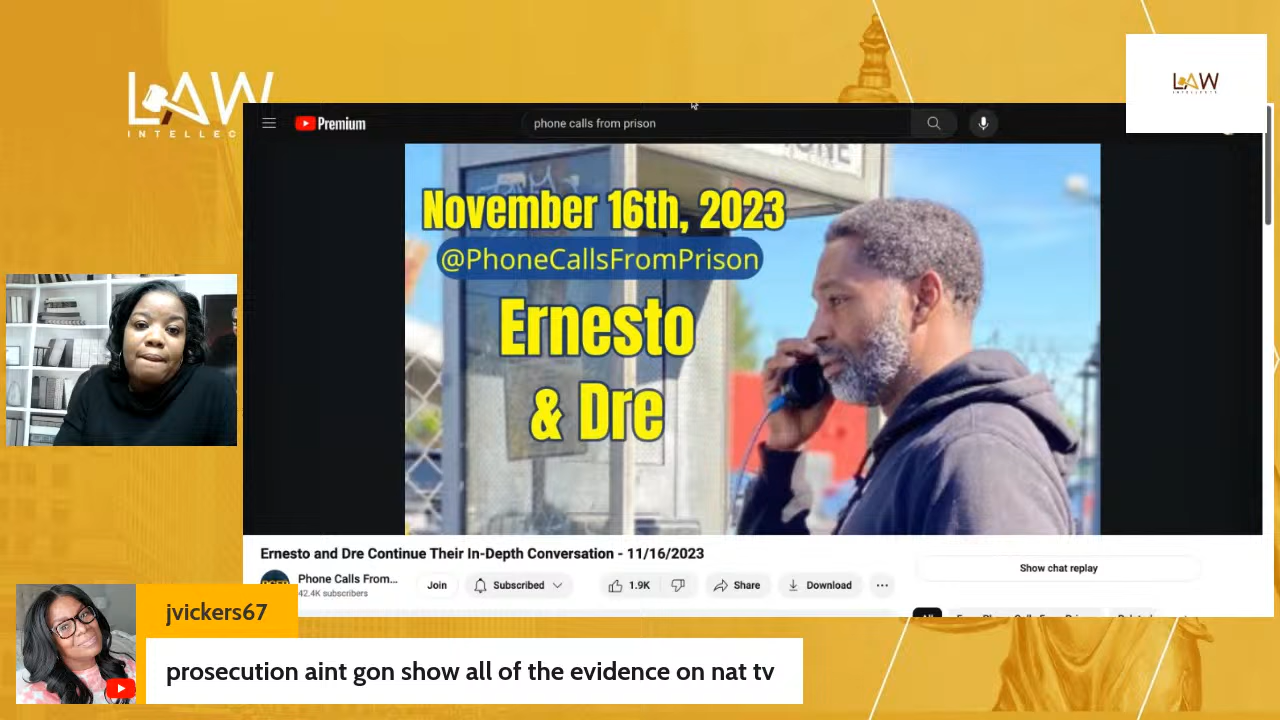 LAW
INTELLEC
LAW
Premium
phone calls from prison
November 16th, 2023
@PhoneCallsFromPrison
Ernesto
& Dre
Ernesto and Dre Continue Their In-Depth Conversation - 11/16/2023
Phone Calls From...
42.4K subscribers
Join
Subscribed
1.9K
Share
Download
Show chat replay
jvickers67
prosecution aint gon show all of the evidence on nat tv